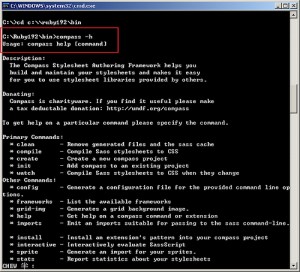 C:\WINDOWS\system32\cmd.exe
C:\>cd c:\ruby192\bin
C:\Ruby192\bin>compass -h
Usage: compass help [command]
Description:
The Compass Stylesheet Authoring Framework helps you
build and maintain your stylesheets and makes it easy
for you to use stylesheet libraries provided by others.
Donating:
Compass is charityware. If you find it useful please make
a tax deductable donation: http://umdf.org/compass
To get help on a particular command please specify the command.
Primary Commands:
* clean - Remove generated files and the sass cache
* compile - Compile Sass stylesheets to CSS
* create - Create a new compass project
* init - Add compass to an existing project
* watch - Compile Sass stylesheets to CSS when they change
Other Commands:
* config - Generate a configuration file for the provided command line op
tions.
* frameworks - List the available frameworks
* grid-img - Generates a grid background image.
* help - Get help on a compass command or extension
* imports - Emit an imports suitable for passing to the sass command-line.
* install - Install an extension's pattern into your compass project
* interactive - Interactively evaluate SassScript
* sprite - Generate an import for your sprites.
* stats - Report statistics about your stylesheets